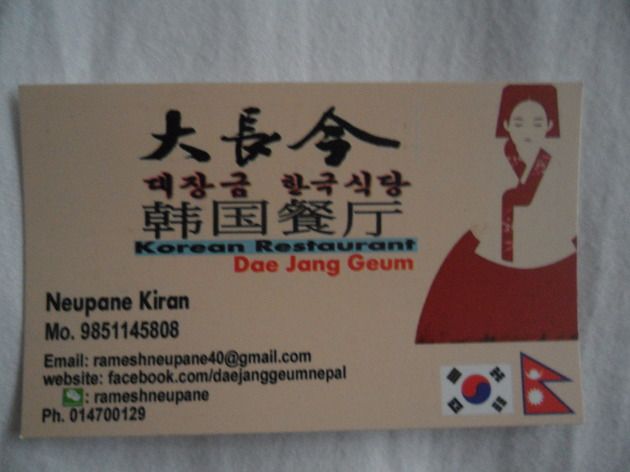 大長今
대장금 한국식당
韩国餐厅
Korean Restaurant
Dae Jang Geum
Neupane Kiran
Mo. 9851145808
Email: rameshneupane40@gmail.com
website: facebook.com/daejanggeumnepal
: rameshneupane
Ph. 014700129